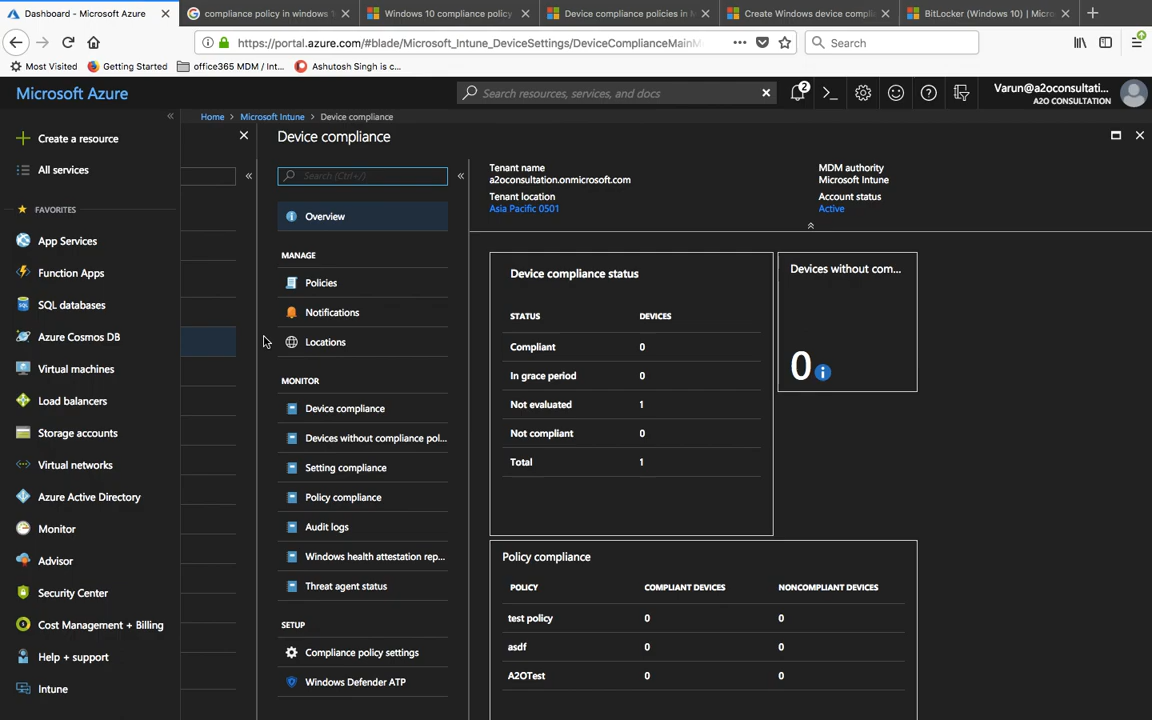 Dashboard - Microsoft Azure
compliance policy in windows 1
Windows 10 compliance policy
Device compliance policies in M
Create Windows device compli
BitLocker (Windows 10) | Micro
https://portal.azure.com/#blade/Microsoft_Intune_DeviceSettings/DeviceComplianceMainM
Search
Most Visited
Getting Started
office365 MDM / Int...
Ashutosh Singh is c...
Microsoft Azure
Search resources, services, and docs
2
Varun@a2oconsultati...
A2O CONSULTATION
Home > Microsoft Intune > Device compliance
Device compliance
Create a resource
All services
FAVORITES
App Services
Function Apps
SQL databases
Azure Cosmos DB
Virtual machines
Load balancers
Storage accounts
Virtual networks
Azure Active Directory
Monitor
Advisor
Security Center
Cost Management + Billing
Help + support
Intune
Search (Ctrl+/)
Overview
MANAGE
Policies
Notifications
Locations
MONITOR
Device compliance
Devices without compliance pol...
Setting compliance
Policy compliance
Audit logs
Windows health attestation rep...
Threat agent status
SETUP
Compliance policy settings
Windows Defender ATP
Tenant name
a2oconsultation.onmicrosoft.com
Tenant location
Asia Pacific 0501
MDM authority
Microsoft Intune
Account status
Active
Device compliance status
STATUS DEVICES
Compliant 0
In grace period 0
Not evaluated 1
Not compliant 0
Total 1
Devices without com...
0
Policy compliance
POLICY COMPLIANT DEVICES NONCOMPLIANT DEVICES
test policy 0 0
asdf 0 0
A2OTest 0 0